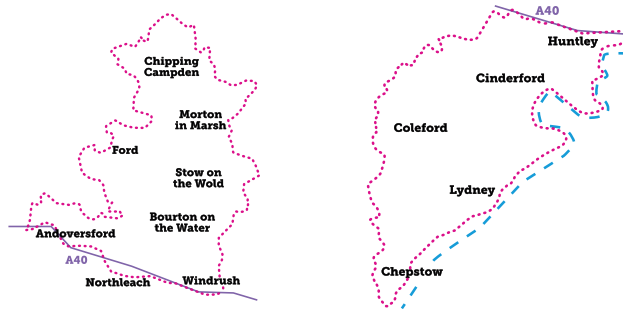 Chipping
Campden
Morton
in Marsh
Ford
Stow on
the Wold
Bourton on
the Water
Andoversford
A40
Northleach
Windrush
A40
Huntley
Cinderford
Coleford
Lydney
Chepstow